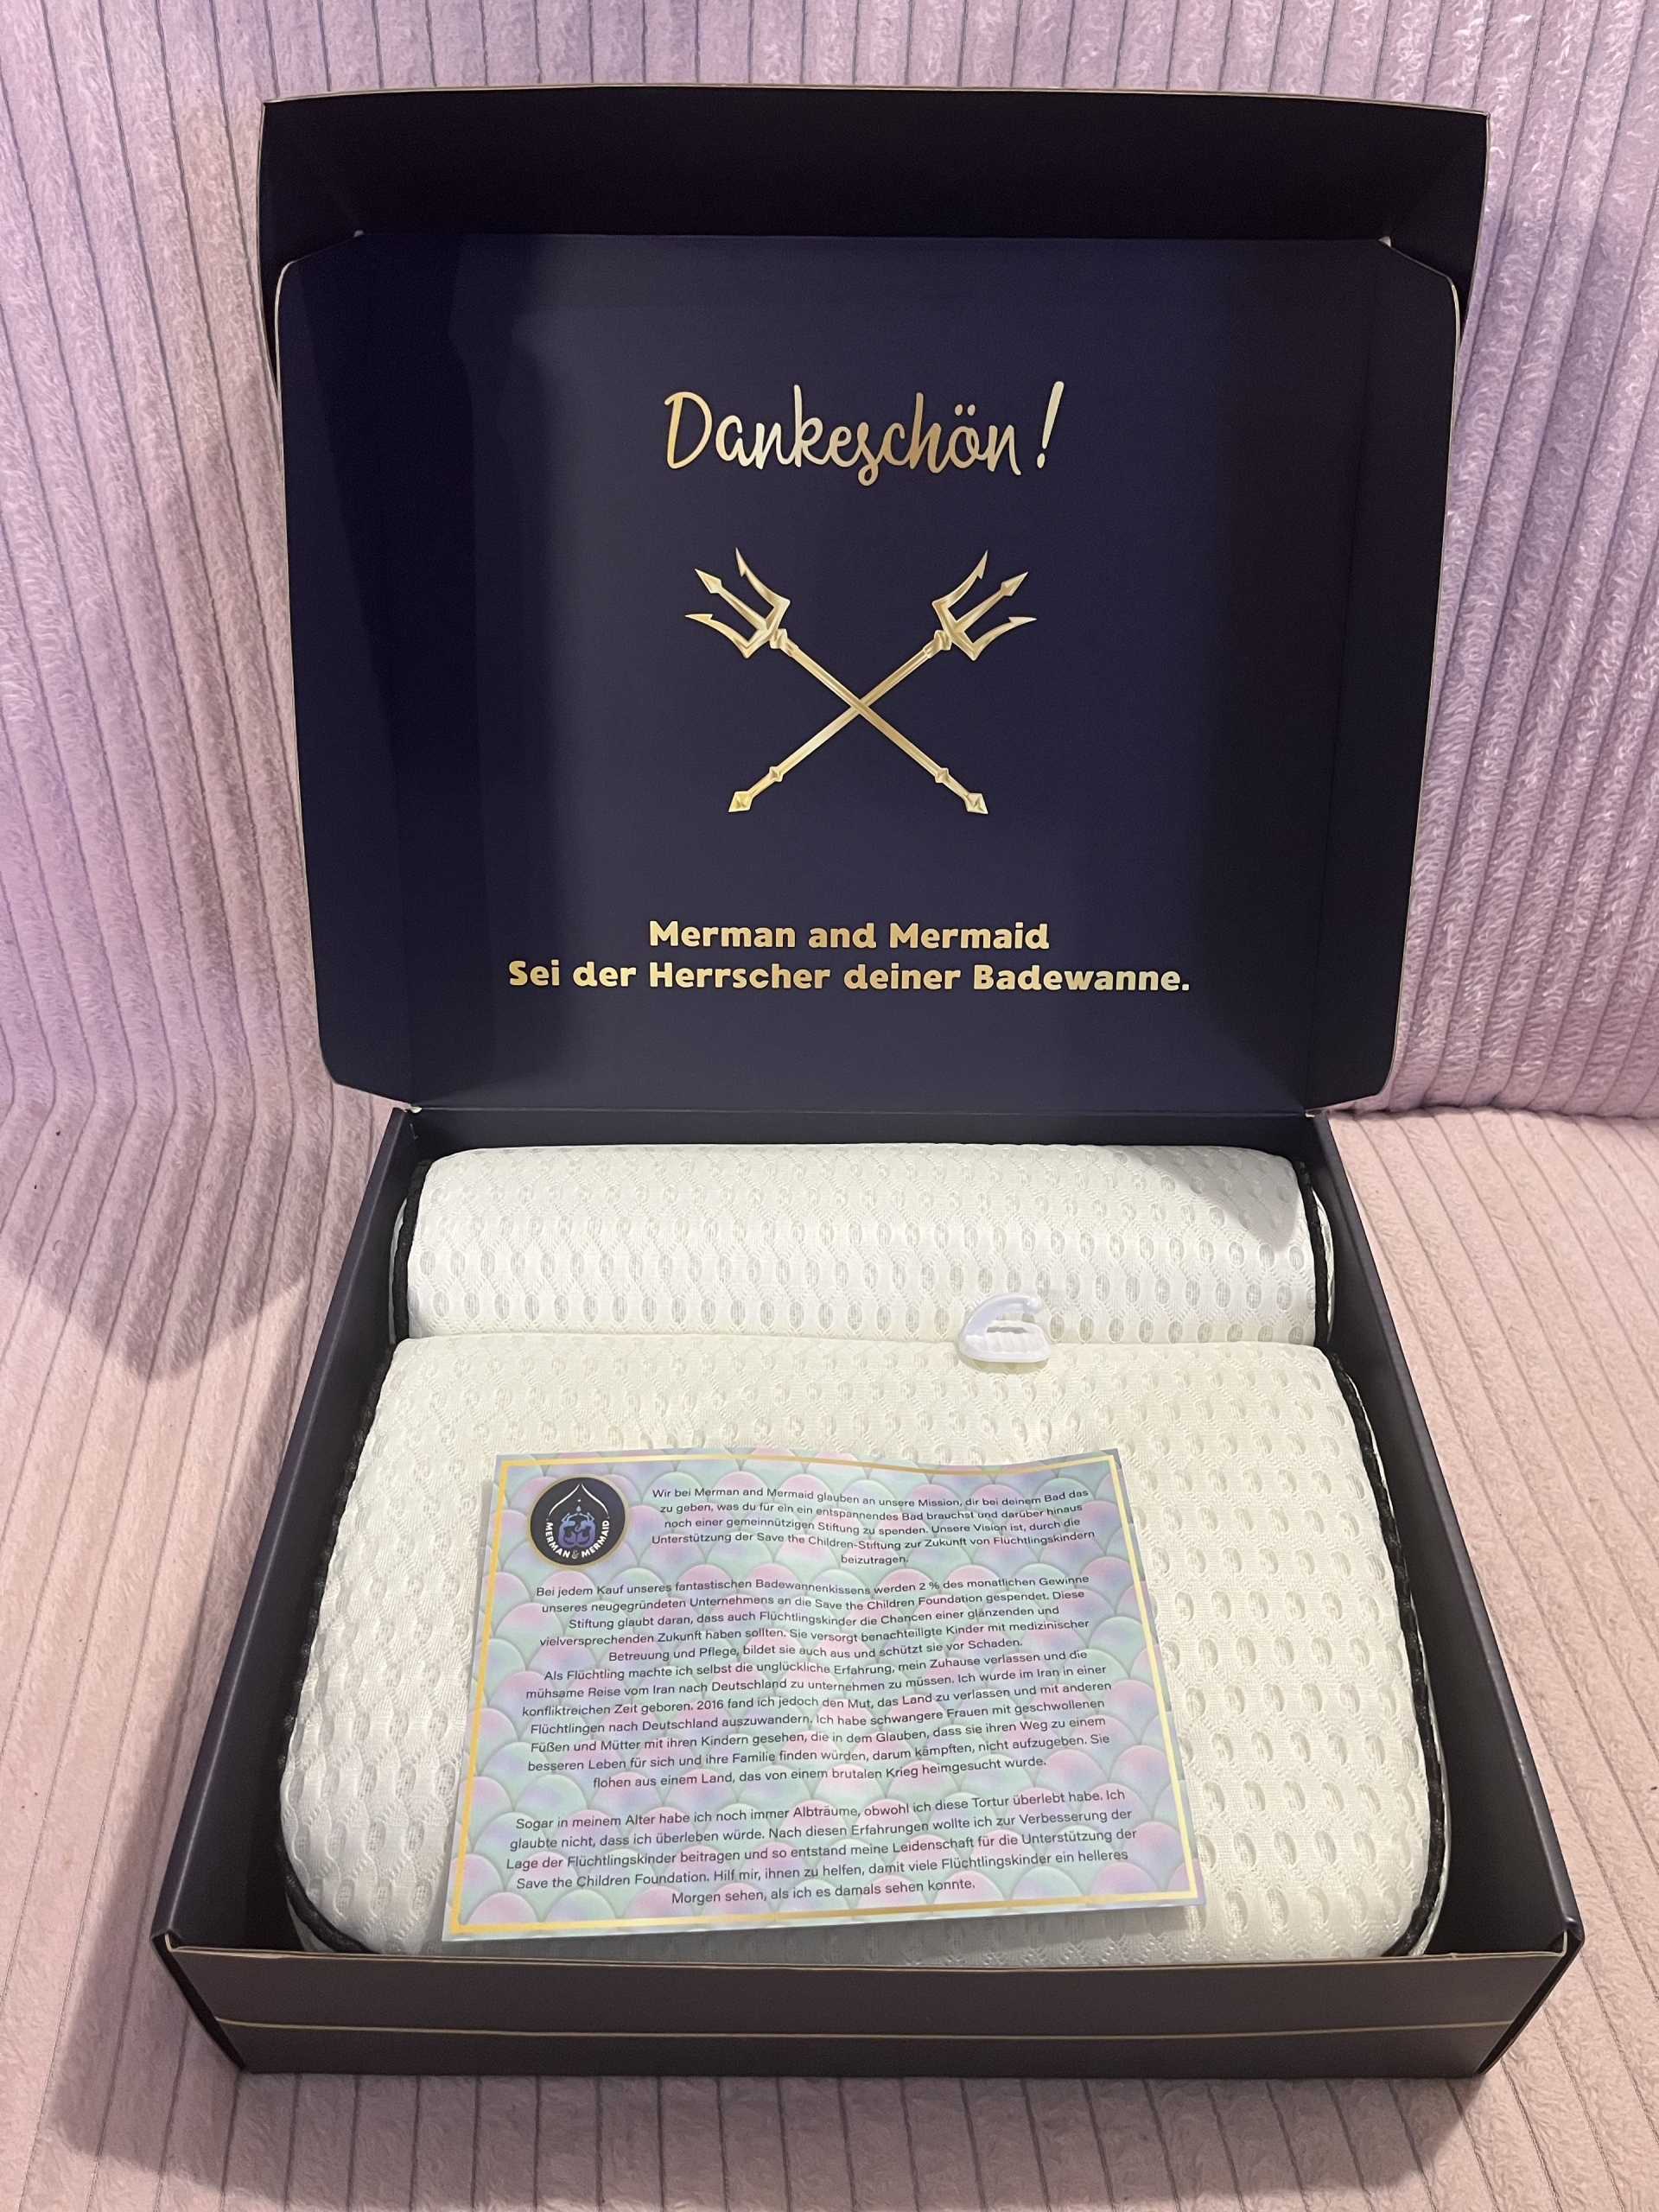 Dankeschön!
Merman and Mermaid
Sei der Herrscher deiner Badewanne.
MERMAN & MERMAID
Wir bei Merman and Mermaid glauben an unsere Mission, dir bei deinem Bad das
zu geben, was du für ein ein entspannendes Bad brauchst und darüber hinaus
noch einer gemeinnützigen Stiftung zu spenden. Unsere Vision ist, durch die
Unterstützung der Save the Children-Stiftung zur Zukunft von Flüchtlingskindern
beizutragen.
Bei jedem Kauf unseres fantastischen Badewannenkissens werden 2 % des monatlichen Gewinne
unseres neugegründeten Unternehmens an die Save the Children Foundation gespendet. Diese
Stiftung glaubt daran, dass auch Flüchtlingskinder die Chancen einer glänzenden und
vielversprechenden Zukunft haben sollten. Sie versorgt benachteiligte Kinder mit medizinischer
Betreuung und Pflege, bildet sie auch aus und schützt sie vor Schaden.
Als Flüchtling machte ich selbst die unglückliche Erfahrung, mein Zuhause verlassen und die
mühsame Reise vom Iran nach Deutschland zu unternehmen zu müssen. Ich wurde im Iran in einer
konfliktreichen Zeit geboren. 2016 fand ich jedoch den Mut, das Land zu verlassen und mit anderen
Flüchtlingen nach Deutschland auszuwandern. Ich habe schwangere Frauen mit geschwollenen
Füßen und Mütter mit ihren Kindern gesehen, die in dem Glauben, dass sie ihren Weg zu einem
besseren Leben für sich und ihre Familie finden würden, darum kämpften, nicht aufzugeben. Sie
flohen aus einem Land, das von einem brutalen Krieg heimgesucht wurde.
Sogar in meinem Alter habe ich noch immer Albträume, obwohl ich diese Tortur überlebt habe. Ich
glaubte nicht, dass ich überleben würde. Nach diesen Erfahrungen wollte ich zur Verbesserung der
Lage der Flüchtlingskinder beitragen und so entstand meine Leidenschaft für die Unterstützung der
Save the Children Foundation. Hilf mir, ihnen zu helfen, damit viele Flüchtlingskinder ein helleres
Morgen sehen, als ich es damals sehen konnte.